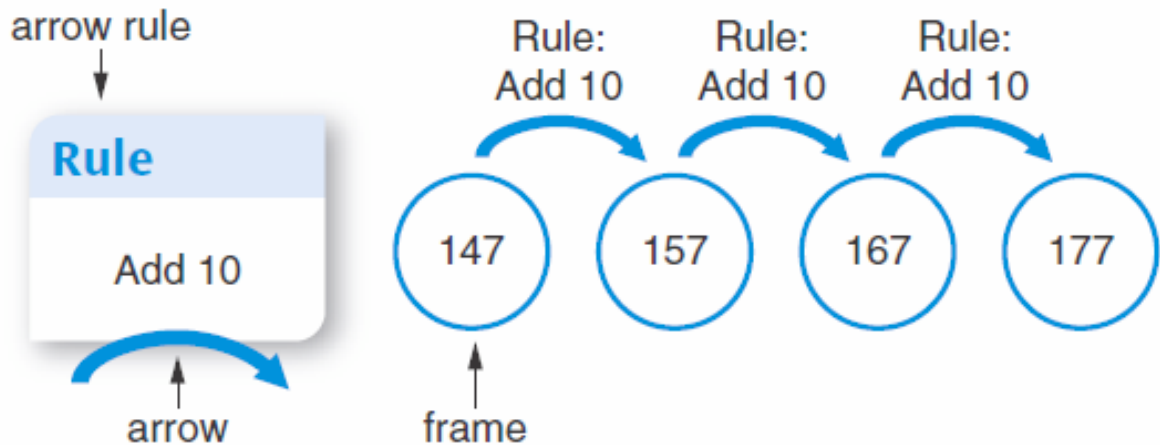 arrow rule
Rule
Add 10
arrow
Rule:
Add 10
Rule:
Add 10
Rule:
Add 10
147
157
167
177
frame